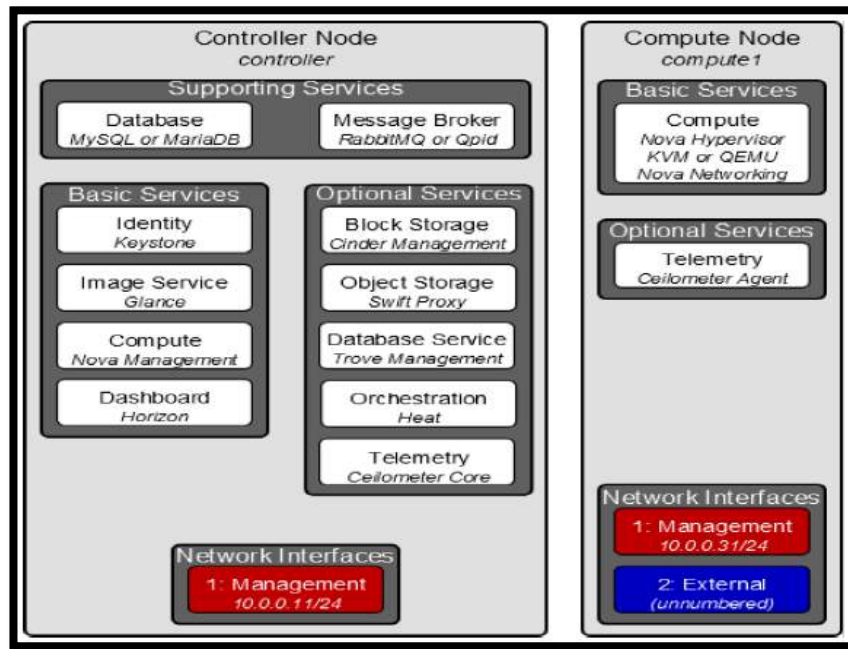 Controller Node
controller
Supporting Services
Database
MySQL or MariaDB
Message Broker
RabbitMQ or Qpid
Basic Services
Identity
Keystone
Image Service
Glance
Compute
Nova Management
Dashboard
Horizon
Optional Services
Block Storage
Cinder Management
Object Storage
Swift Proxy
Database Service
Trove Management
Orchestration
Heat
Telemetry
Ceilometer Core
Network Interfaces
1: Management
10.0.0.11/24
Compute Node
compute1
Basic Services
Compute
Nova Hypervisor
KVM or QEMU
Nova Networking
Optional Services
Telemetry
Ceilometer Agent
Network Interfaces
1: Management
10.0.0.31/24
2: External
(unnumbered)